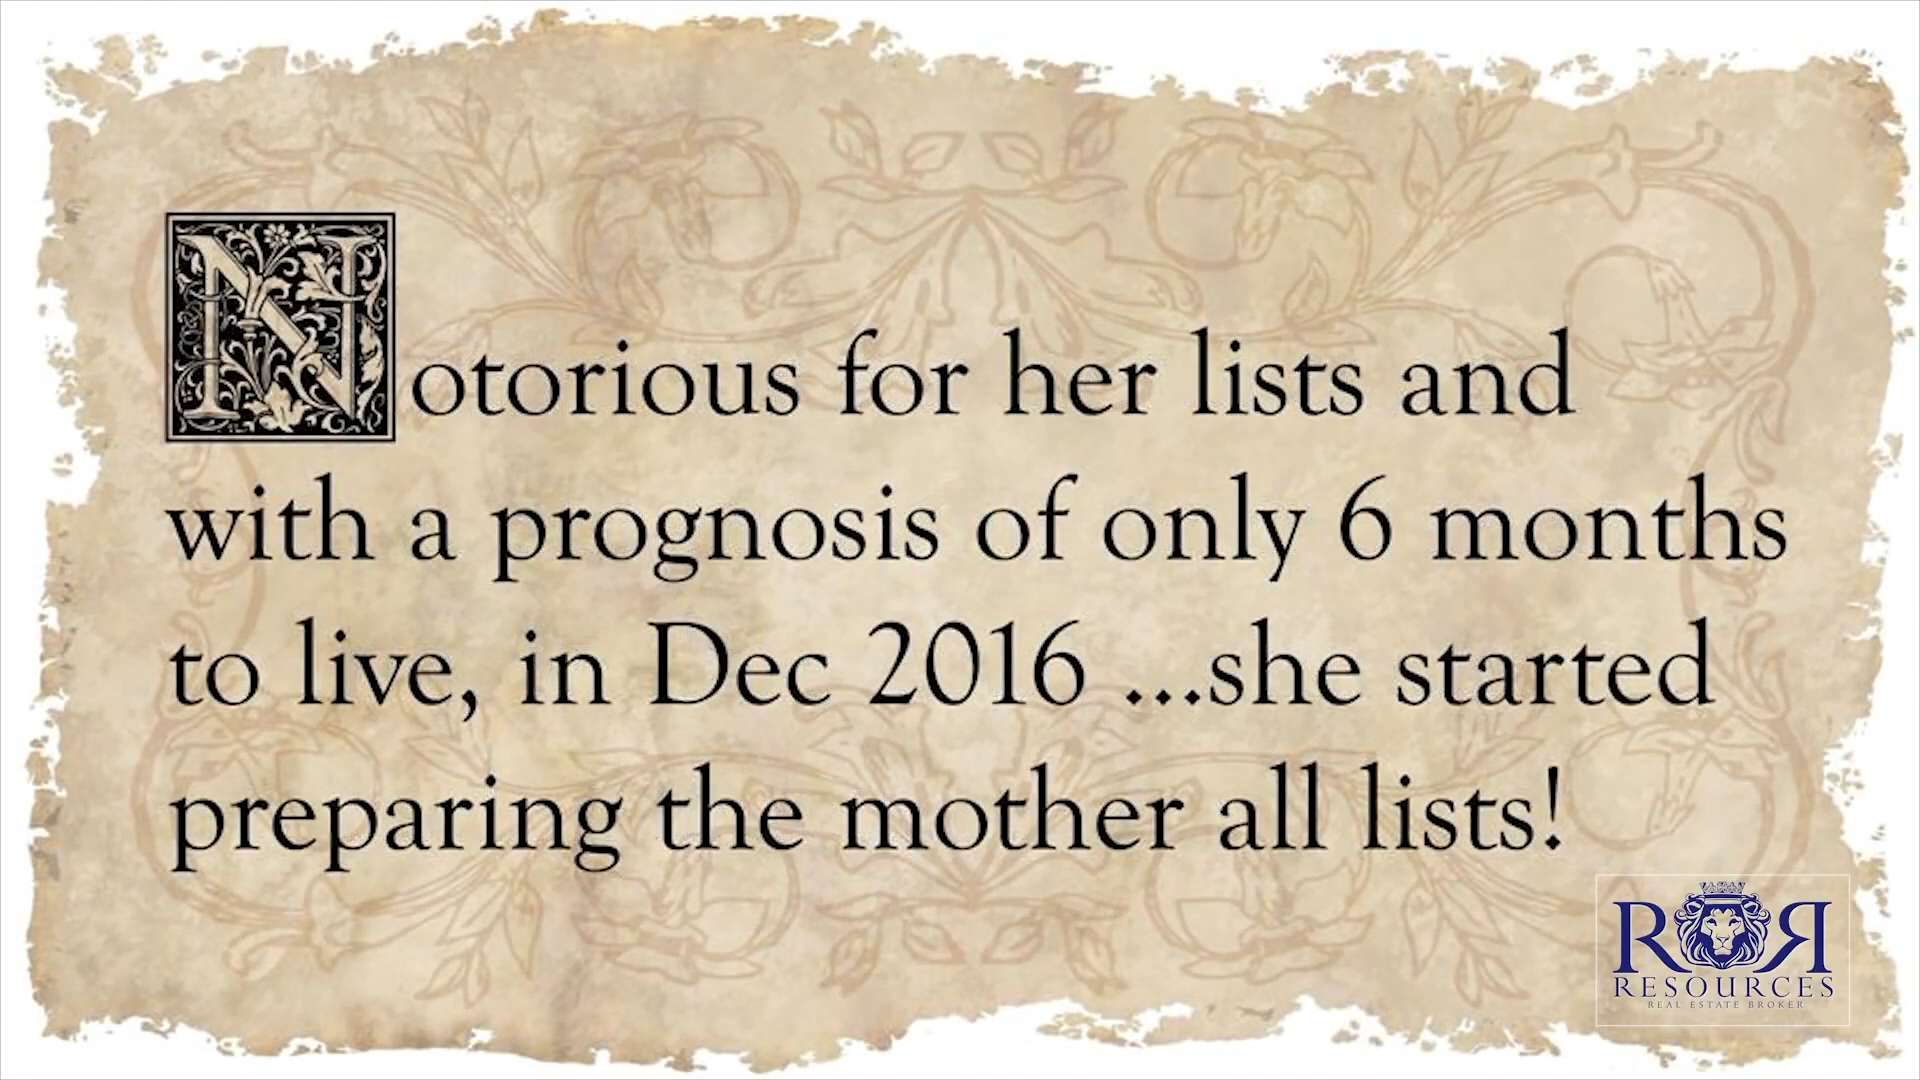 Notorious for her lists and
with a prognosis of only 6 months
to live, in Dec 2016 ...she started
preparing the mother all lists!
RR
RESOURCES
REAL ESTATE BROKER